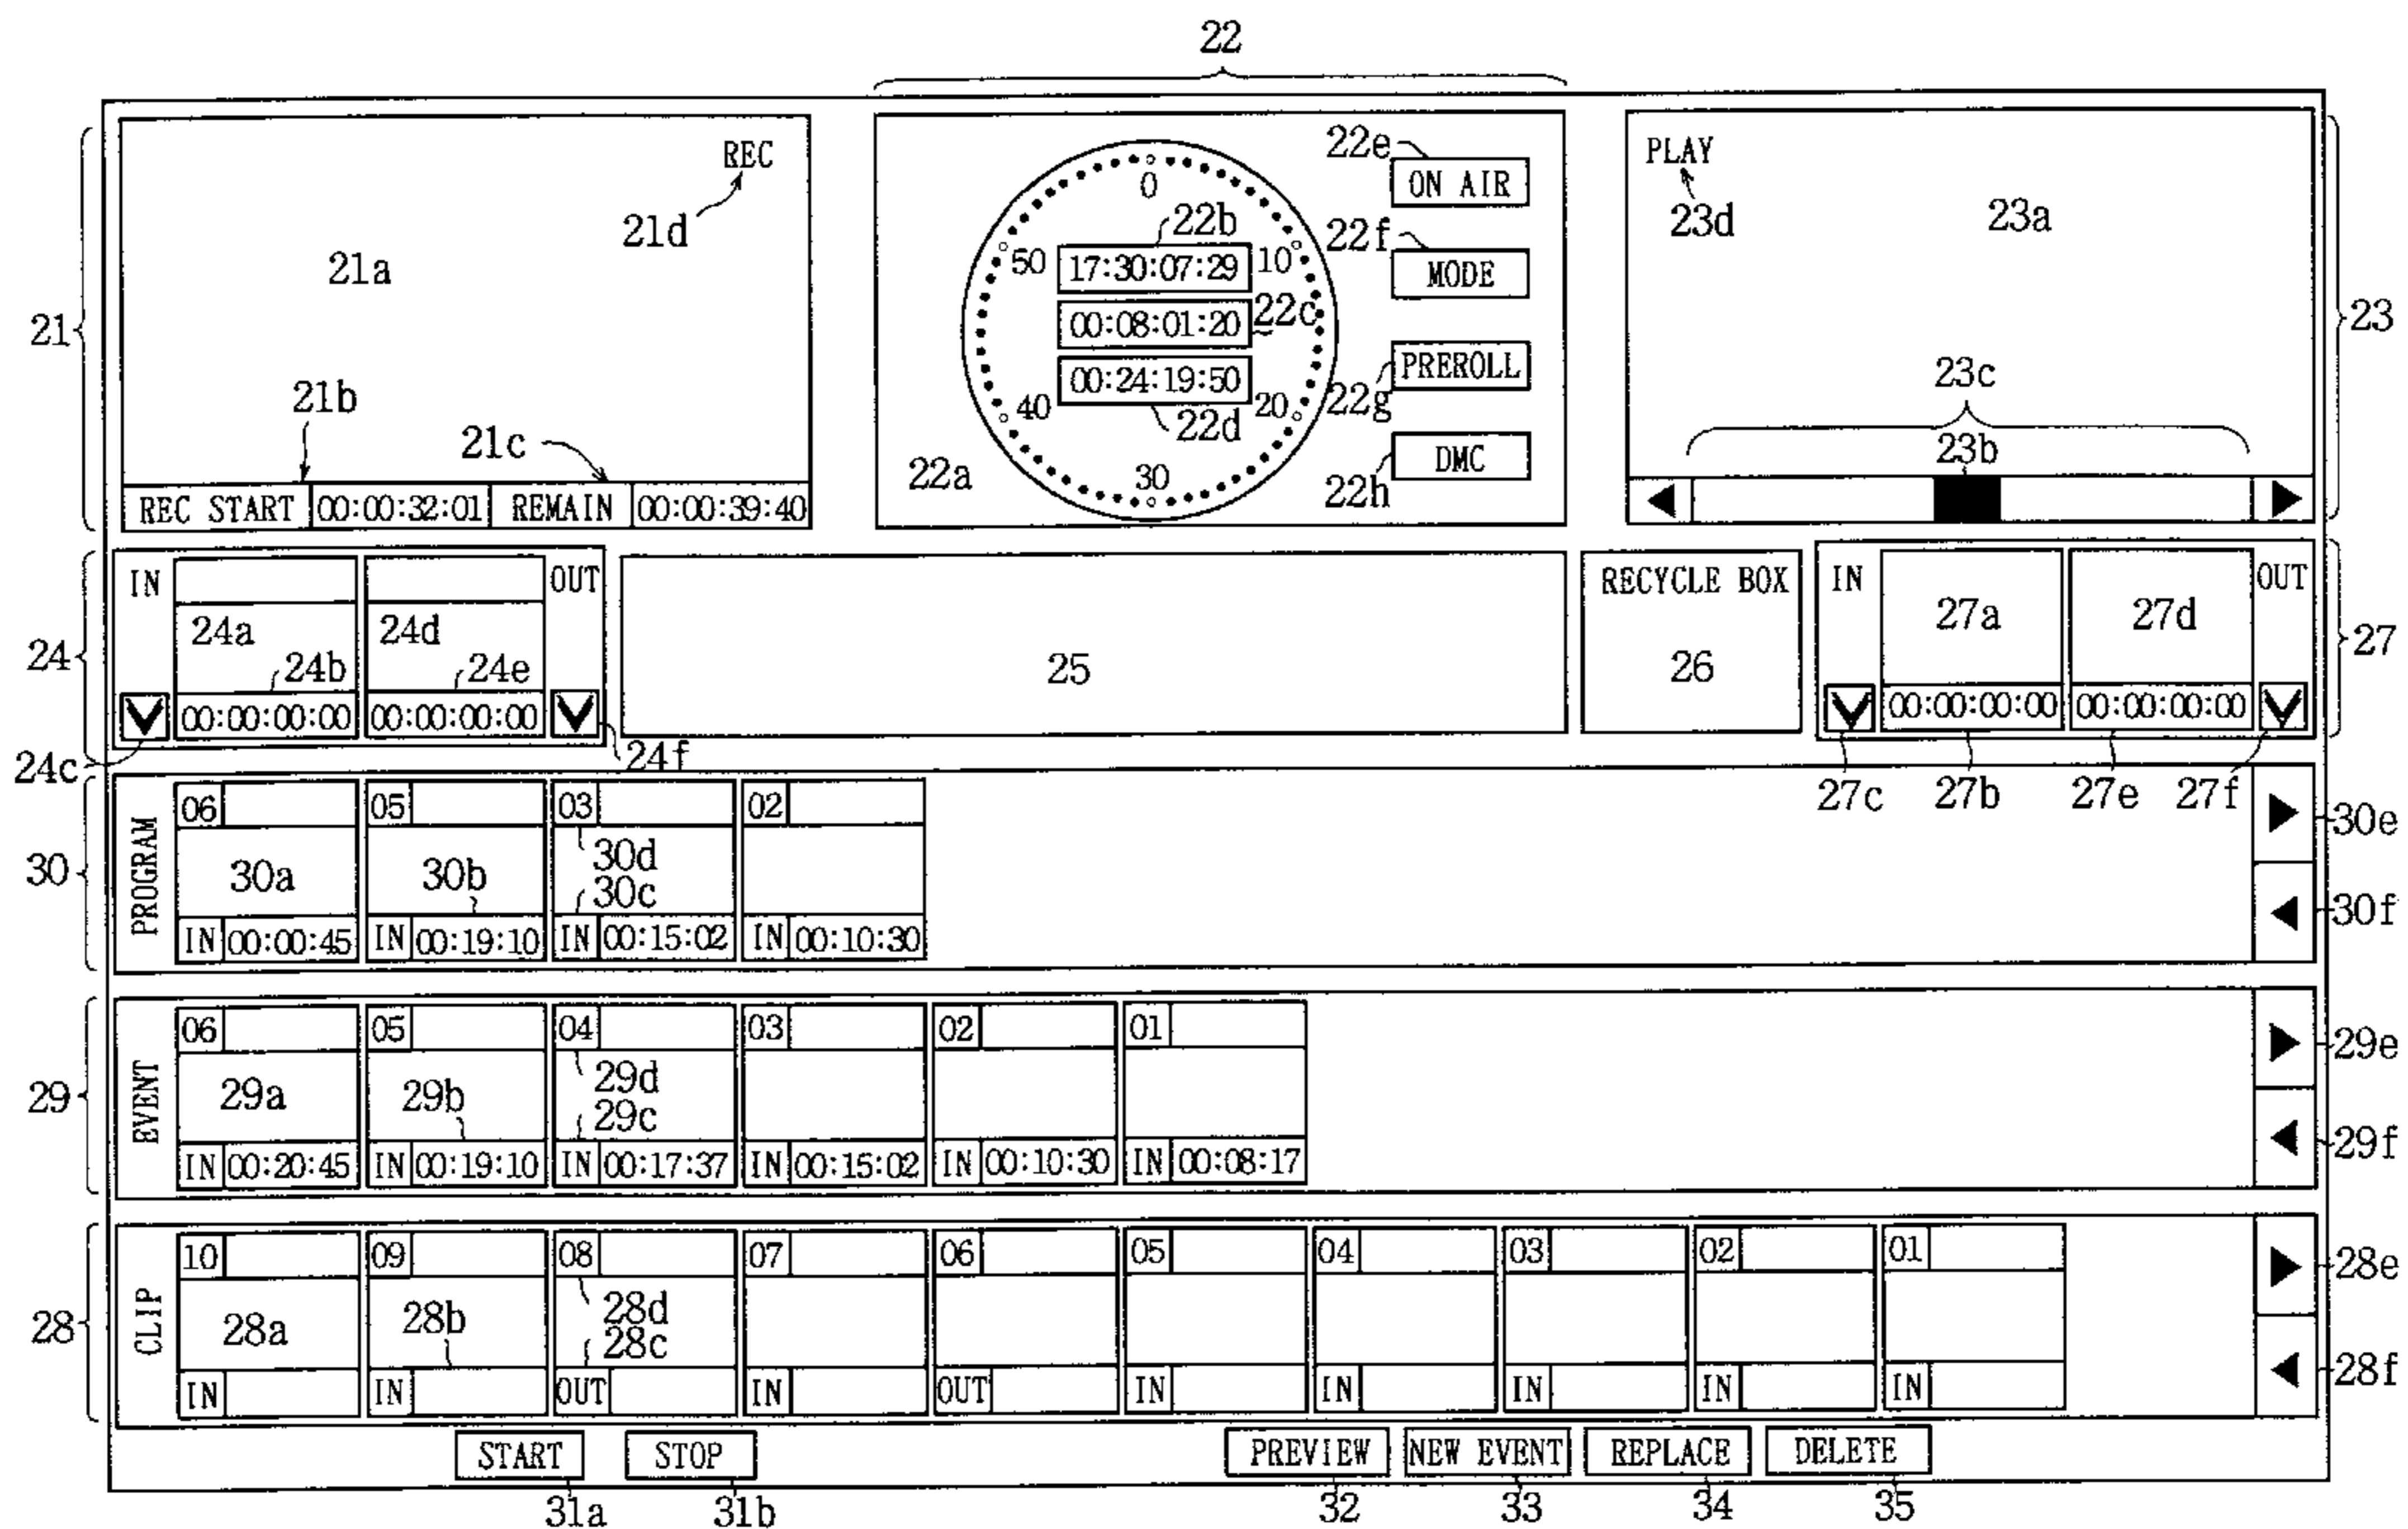 22
REC
21d
21a
21b
21c
REC START 00:00:32:01 REMAIN 00:00:39:40
21
0
10
20
30
40
50
22b
17:30:07:29
00:08:01:20
22c
00:24:19:50
22d
22a
22e
ON AIR
22f
MODE
PREROLL
22g
DMC
22h
PLAY
23d
23a
23c
23b
23
IN
24a
24b
00:00:00:00
24d
24e
00:00:00:00
OUT
24
24c
24f
25
RECYCLE BOX
26
IN
27a
00:00:00:00
27d
00:00:00:00
OUT
27
27c 27b 27e 27f
PROGRAM
30
06 05 03 02
30a
30b
30d
30c
IN 00:00:45 IN 00:19:10 IN 00:15:02 IN 00:10:30
30e
30f
EVENT
29
06 05 04 03 02 01
29a
29b
29d
29c
IN 00:20:45 IN 00:19:10 IN 00:17:37 IN 00:15:02 IN 00:10:30 IN 00:08:17
29e
29f
CLIP
28
10 09 08 07 06 05 04 03 02 01
28a
28b
28d
28c
IN IN OUT IN OUT IN IN IN IN IN
28e
28f
START STOP PREVIEW NEW EVENT REPLACE DELETE
31a 31b 32 33 34 35